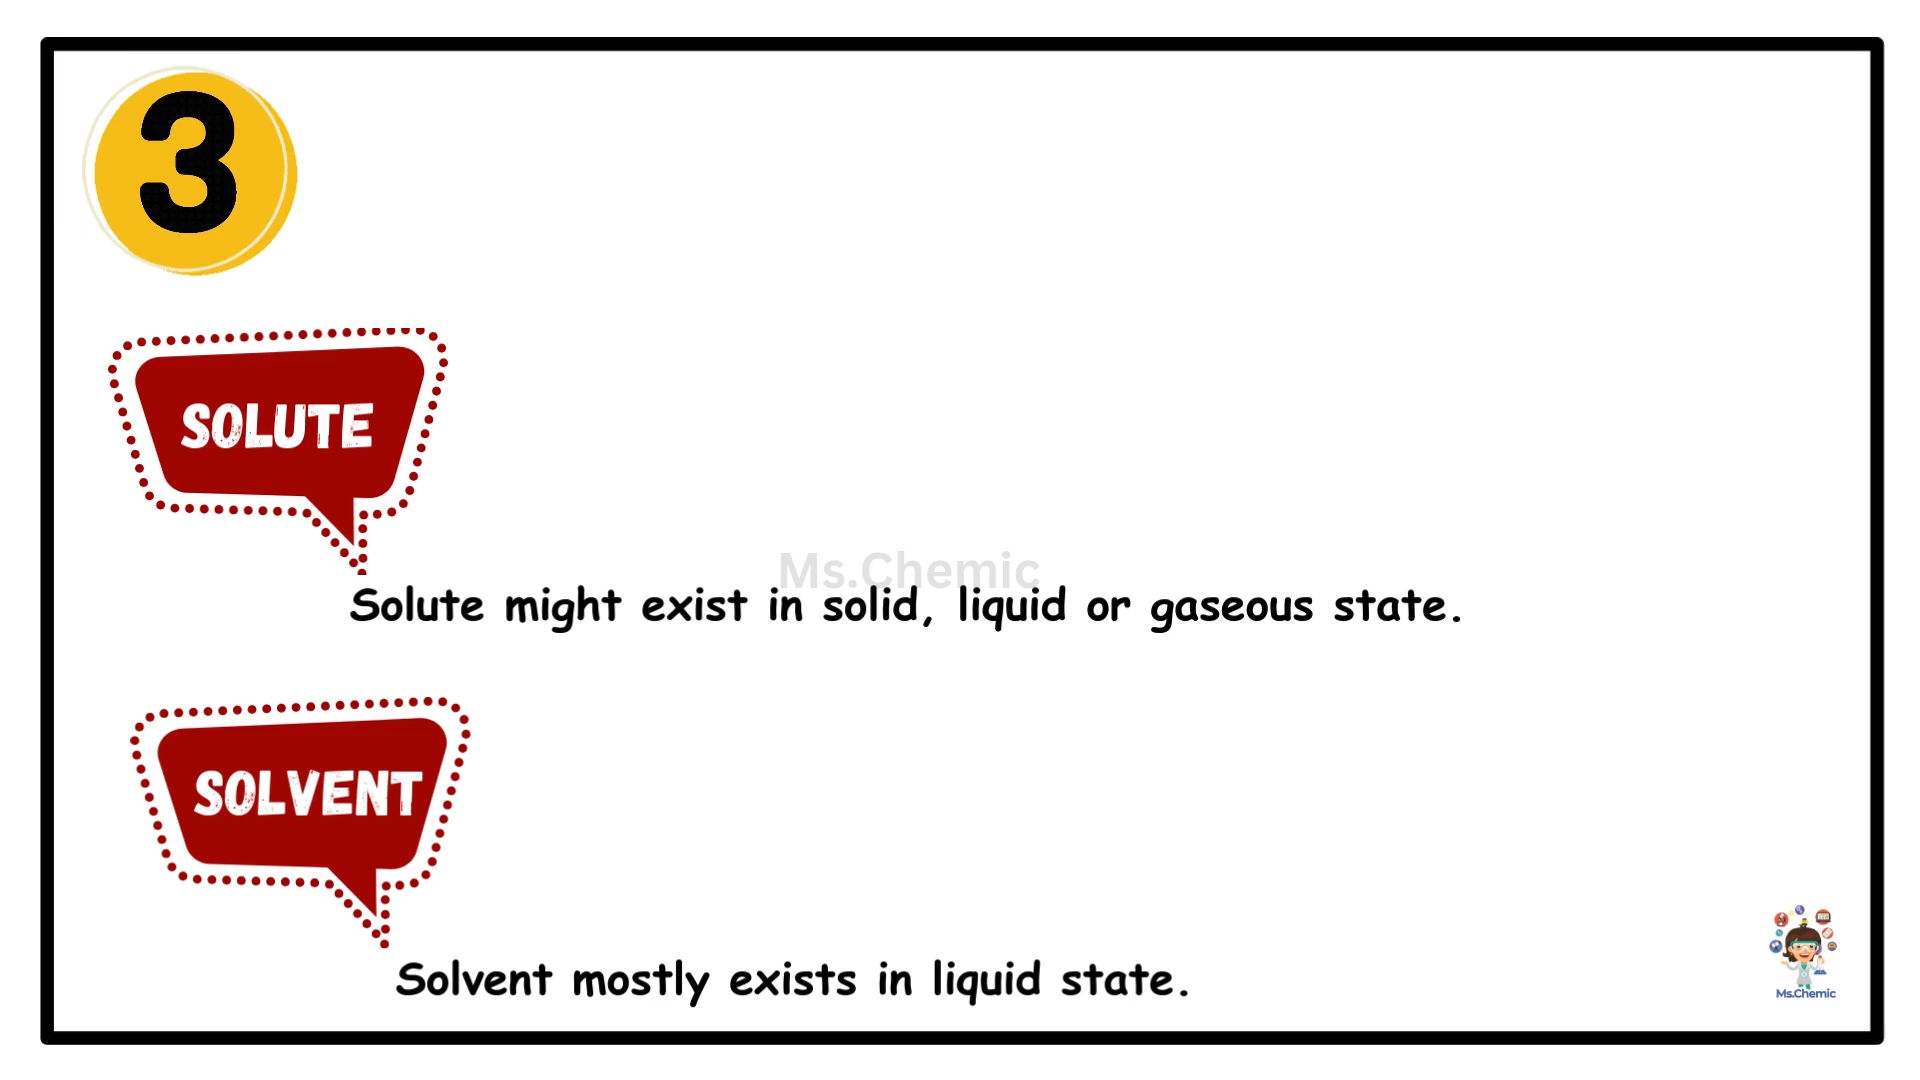 3
SOLUTE
Ms.Chemic
Solute might exist in solid, liquid or gaseous state.
SOLVENT
Solvent mostly exists in liquid state.
Ms.Chemic